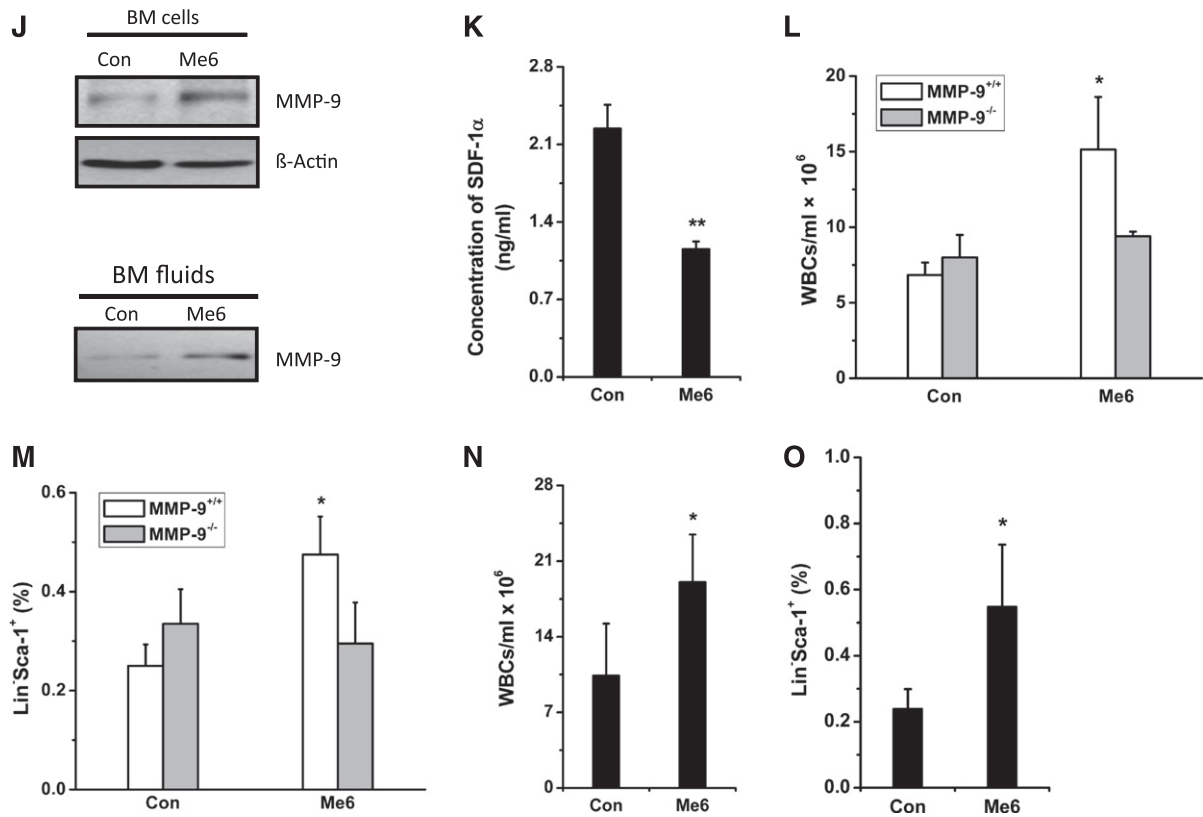 J
BM cells
Con Me6
MMP-9
ß-Actin
BM fluids
Con Me6
MMP-9
K
Concentration of SDF-1α
(ng/ml)
2.8
2.1
1.4
0.7
0.0
**
Con Me6
L
WBCs/ml × 10⁶
20
15
10
5
0
MMP-9⁺/⁺
MMP-9⁻/⁻
*
Con Me6
M
Lin⁻Sca-1⁺ (%)
0.6
0.4
0.2
0.0
MMP-9⁺/⁺
MMP-9⁻/⁻
*
Con Me6
N
WBCs/ml x 10⁶
28
21
14
7
0
*
Con Me6
O
Lin⁻Sca-1⁺ (%)
1.0
0.8
0.6
0.4
0.2
0.0
*
Con Me6